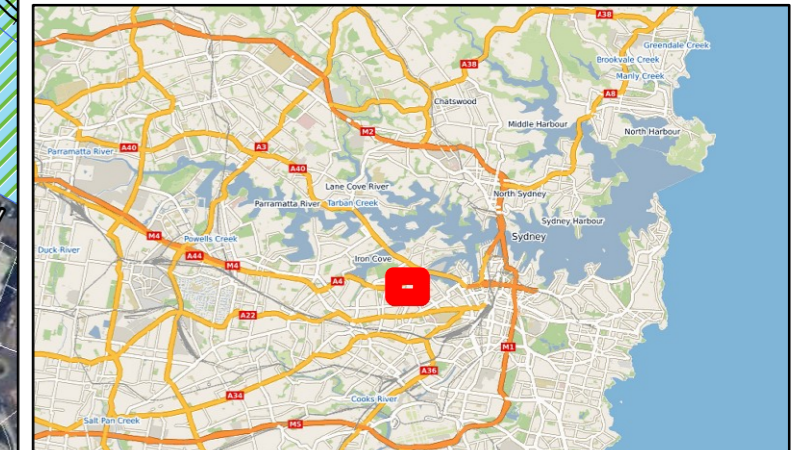 A38
Greendale Creek
Brookvale Creek
A38
Manly Creek
A8
Chatswood
Middle Harbour
M2
North Harbour
A40
A3
Parramatta River
A40
Lane Cove River
North Sydney
Parramatta River
Tarban Creek
Sydney Harbour
M4
Powells Creek
Sydney
Duck River
A44
Iron Cove
M4
A4
A22
M1
A36
A34
Cooks River
Salt Pan Creek
M5